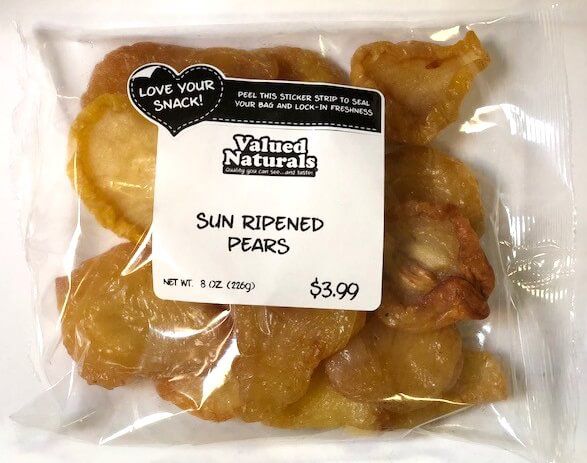 LOVE YOUR
SNACK!
PEEL THIS STICKER STRIP TO SEAL
YOUR BAG AND LOCK-IN FRESHNESS
Valued
Naturals
Quality you can see...and taste!
SUN RIPENED
PEARS
NET WT. 8 OZ (226g)
$3.99